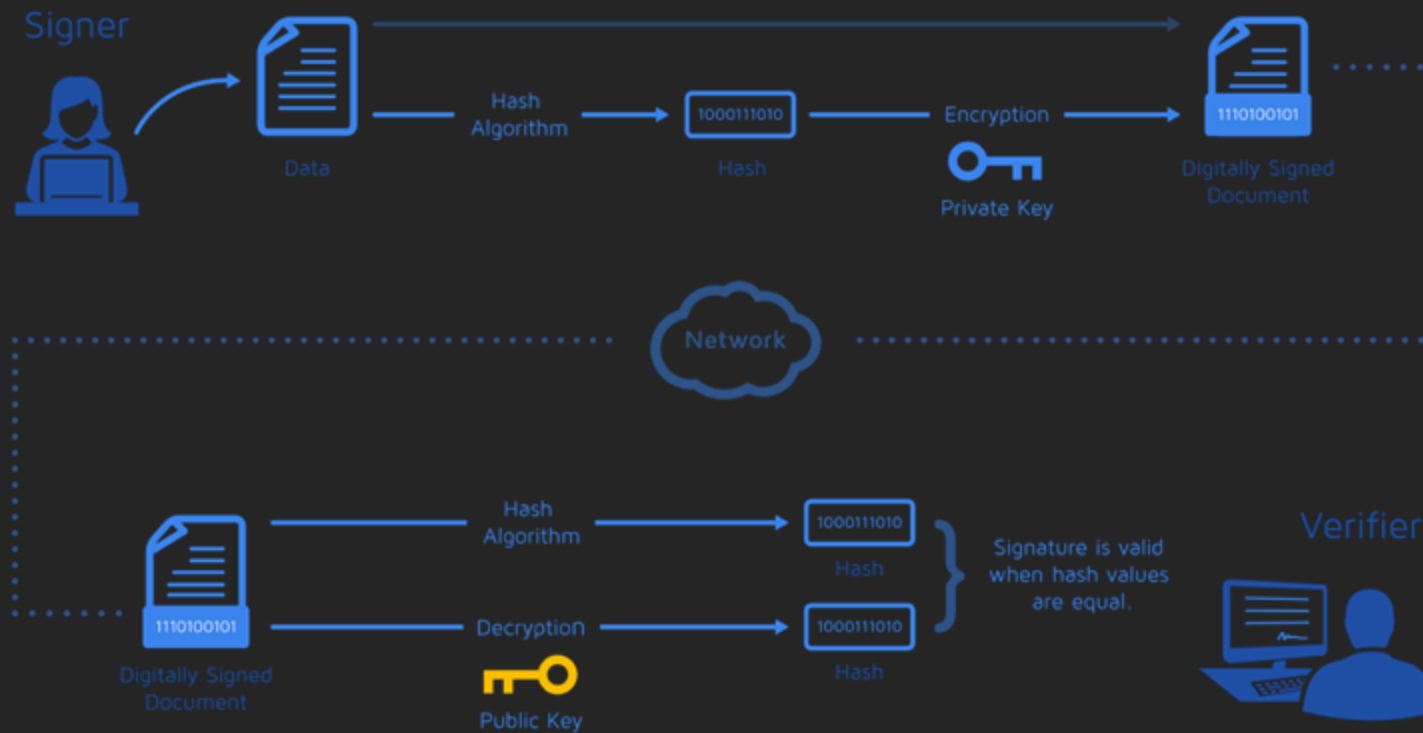 Signer
Hash
Algorithm
1000111010
Encryption
1110100101
Data
Hash
Digitally Signed
Document
Private Key
Network
Hash
Algorithm
1000111010
Hash
Signature is valid
when hash values
are equal.
Verifier
1110100101
Decryption
1000111010
Digitally Signed
Document
Hash
Public Key